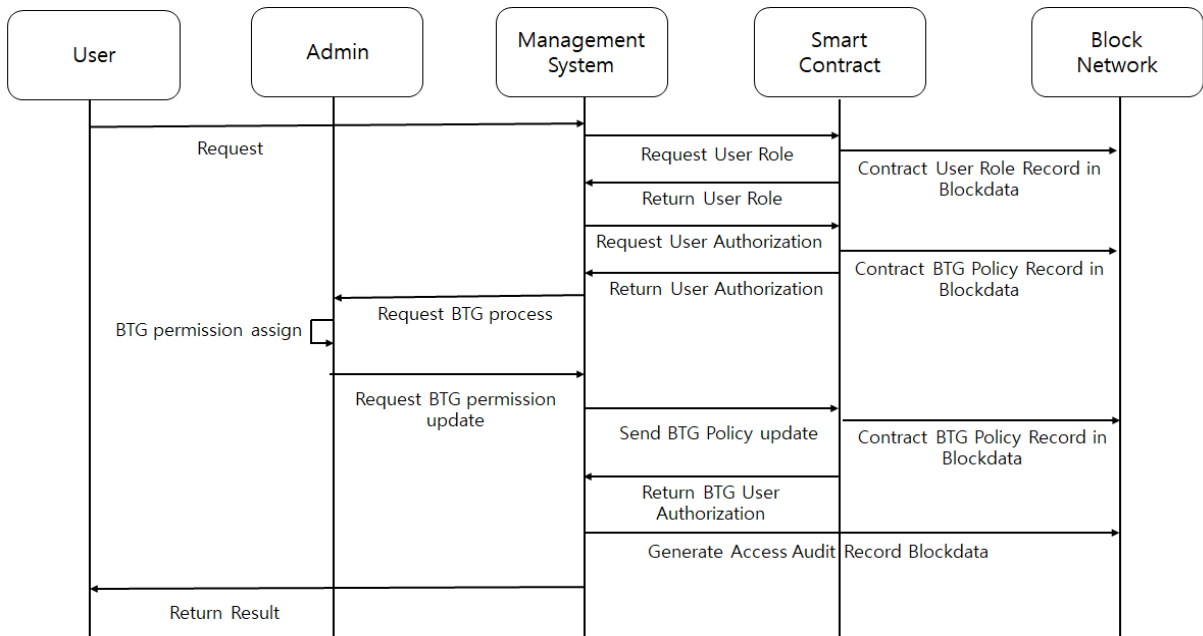 User
Admin
Management
System
Smart
Contract
Block
Network
Request
Request User Role
Contract User Role Record in
Blockdata
Return User Role
Request User Authorization
Contract BTG Policy Record in
Blockdata
Return User Authorization
Request BTG process
BTG permission assign
Request BTG permission
update
Send BTG Policy update
Contract BTG Policy Record in
Blockdata
Return BTG User
Authorization
Generate Access Audit Record Blockdata
Return Result